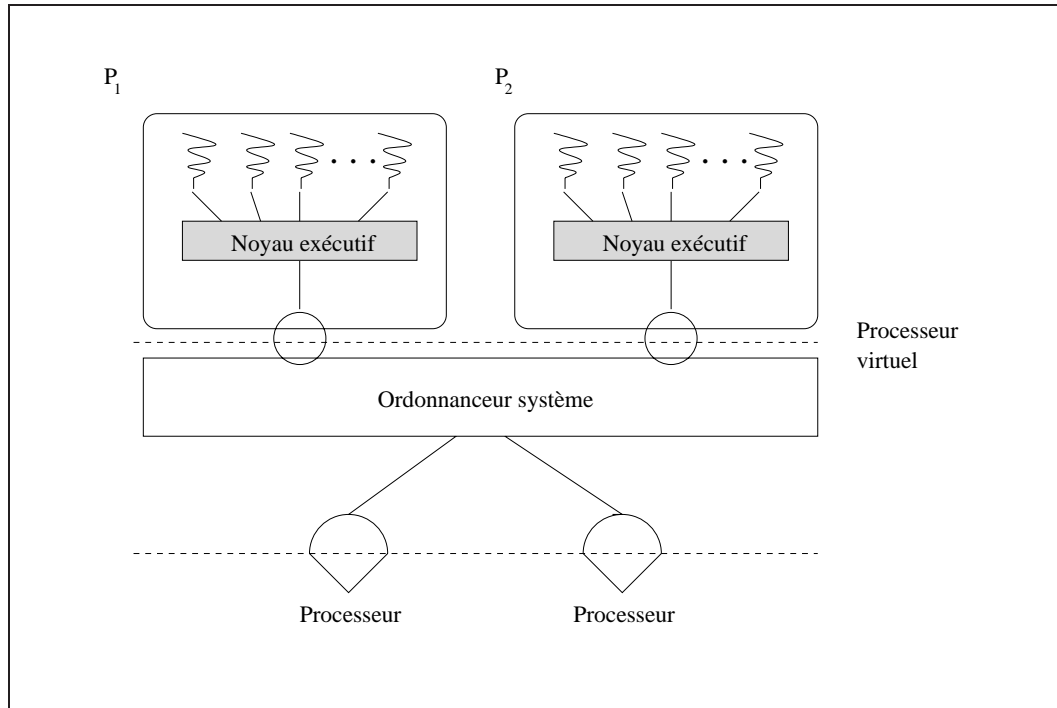 P1
P2
Noyau exécutif
Noyau exécutif
Processeur
virtuel
Ordonnanceur système
Processeur
Processeur